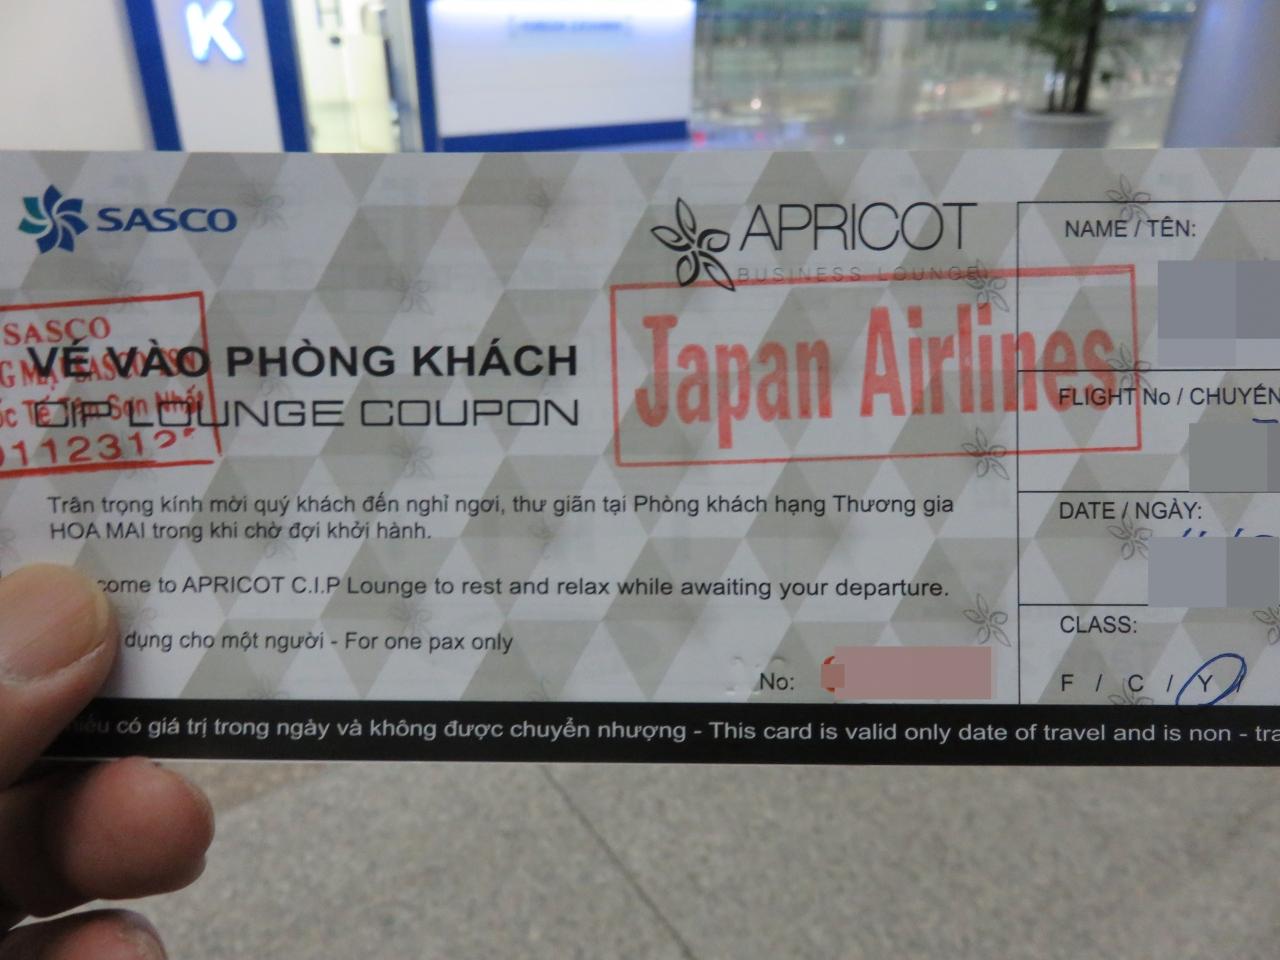 K
SASCO
APRICOT
BUSINESS LOUNGE
NAME / TÊN:
SASCO
VÉ VÀO PHÒNG KHÁCH
CIP LOUNGE COUPON
Japan Airlines
FLIGHT No / CHUYẾN
Trân trọng kính mời quý khách đến nghỉ ngơi, thư giãn tại Phòng khách hạng Thương gia
HOA MAI trong khi chờ đợi khởi hành.
DATE / NGÀY:
come to APRICOT C.I.P Lounge to rest and relax while awaiting your departure.
CLASS:
dụng cho một người - For one pax only
No:
F / C / Y /
có giá trị trong ngày và không được chuyển nhượng - This card is valid only date of travel and is non - tra